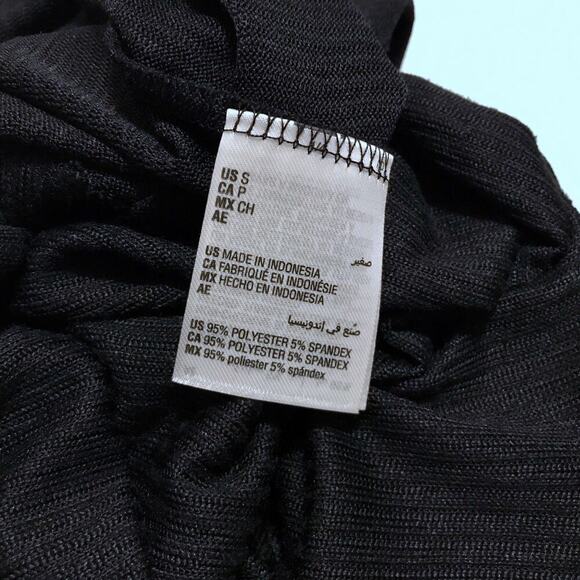 US S
CA P
MX CH
AE
صغير
US MADE IN INDONESIA
CA FABRIQUÉ EN INDONÉSIE
MX HECHO EN INDONESIA
AE
صُنع في إندونيسيا
US 95% POLYESTER 5% SPANDEX
CA 95% POLYESTER 5% SPANDEX
MX 95% poliester 5% spándex